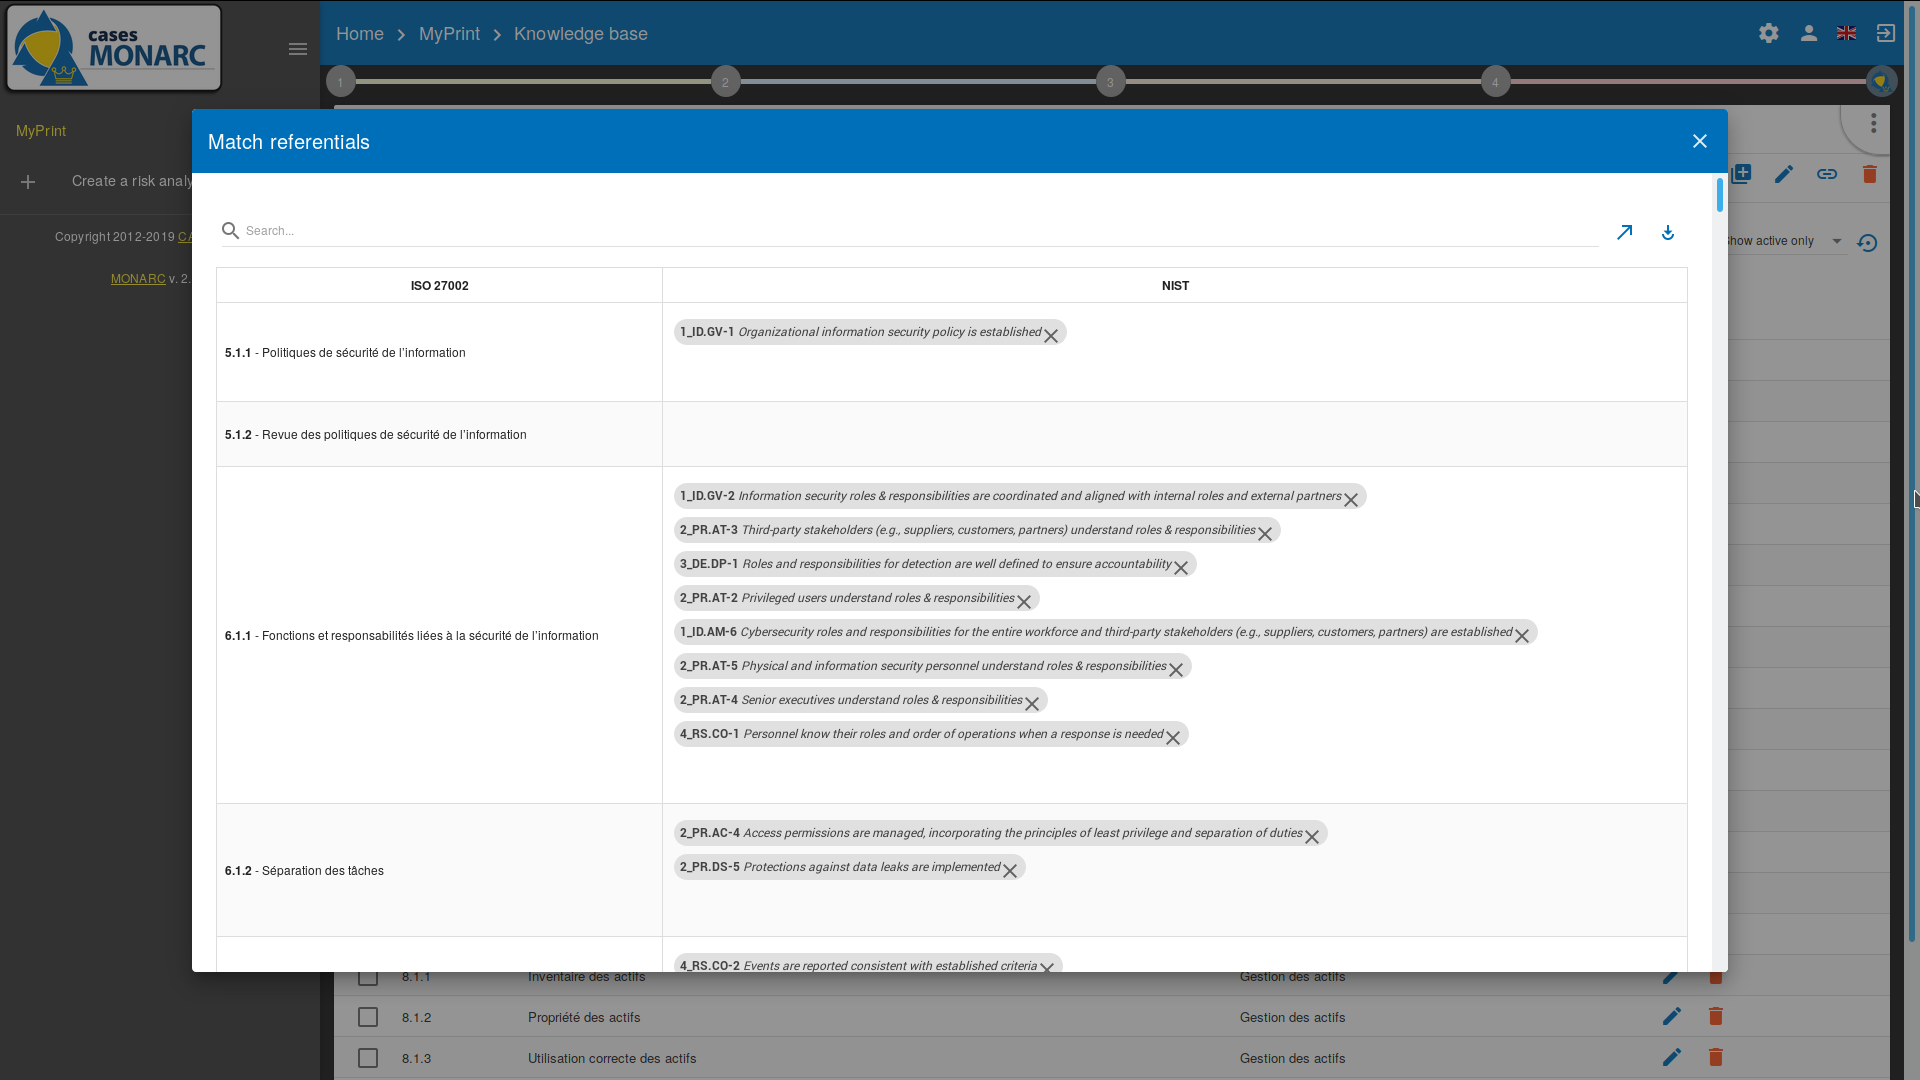 cases
MONARC
Home > MyPrint > Knowledge base
1
2
3
4
MyPrint
Create a risk analy
Copyright 2012-2019 CA
MONARC v. 2.
Match referentials
Search...
Show active only
ISO 27002 NIST
5.1.1 - Politiques de sécurité de l’information
1_ID.GV-1 Organizational information security policy is established
5.1.2 - Revue des politiques de sécurité de l’information
6.1.1 - Fonctions et responsabilités liées à la sécurité de l’information
1_ID.GV-2 Information security roles & responsibilities are coordinated and aligned with internal roles and external partners
2_PR.AT-3 Third-party stakeholders (e.g., suppliers, customers, partners) understand roles & responsibilities
3_DE.DP-1 Roles and responsibilities for detection are well defined to ensure accountability
2_PR.AT-2 Privileged users understand roles & responsibilities
1_ID.AM-6 Cybersecurity roles and responsibilities for the entire workforce and third-party stakeholders (e.g., suppliers, customers, partners) are established
2_PR.AT-5 Physical and information security personnel understand roles & responsibilities
2_PR.AT-4 Senior executives understand roles & responsibilities
4_RS.CO-1 Personnel know their roles and order of operations when a response is needed
6.1.2 - Séparation des tâches
2_PR.AC-4 Access permissions are managed, incorporating the principles of least privilege and separation of duties
2_PR.DS-5 Protections against data leaks are implemented
4_RS.CO-2 Events are reported consistent with established criteria
8.1.1 Inventaire des actifs Gestion des actifs
8.1.2 Propriété des actifs Gestion des actifs
8.1.3 Utilisation correcte des actifs Gestion des actifs